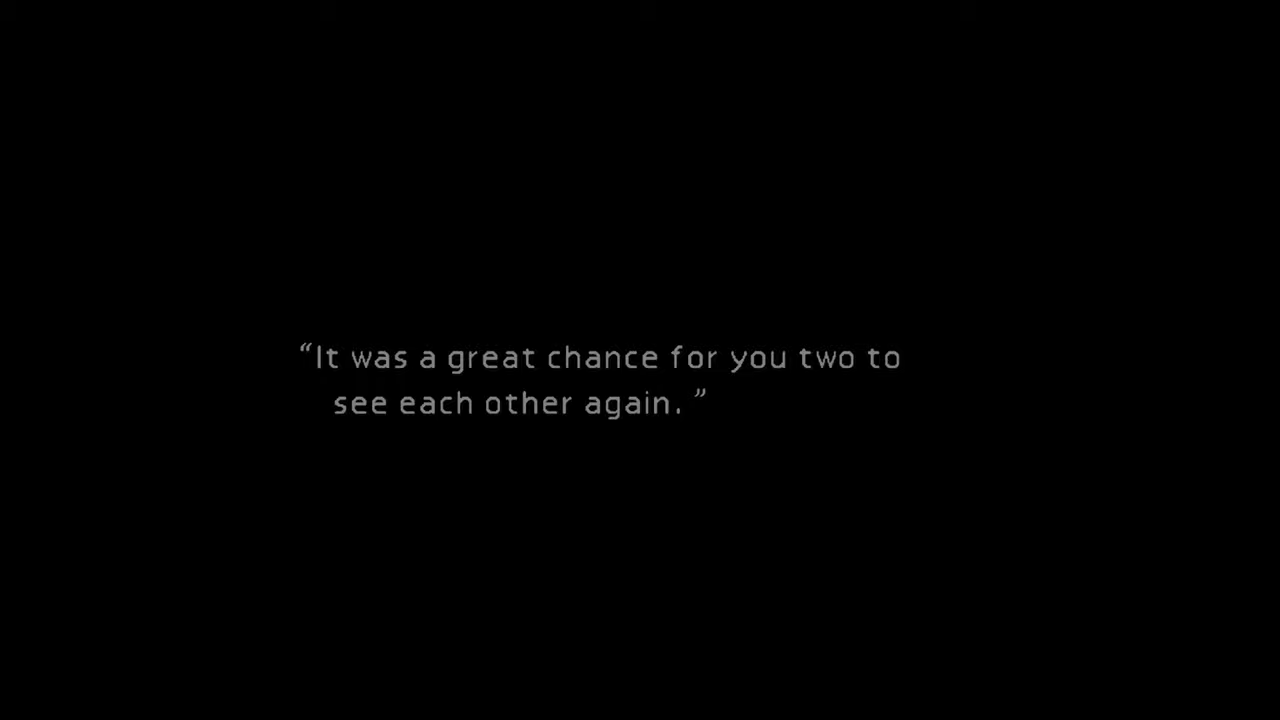 “It was a great chance for you two to
see each other again. ”